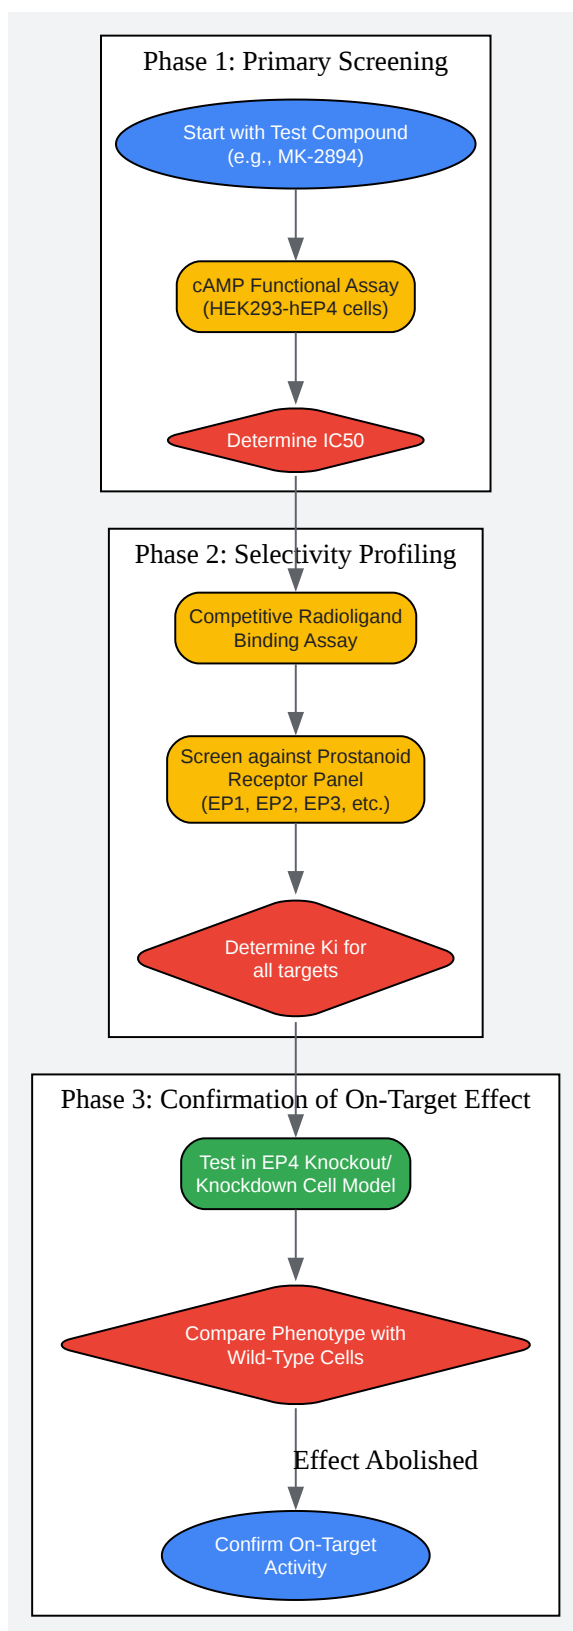 Phase 1: Primary Screening
Start with Test Compound
(e.g., MK-2894)
cAMP Functional Assay
(HEK293-hEP4 cells)
Determine IC50
Phase 2: Selectivity Profiling
Competitive Radioligand
Binding Assay
Screen against Prostanoid
Receptor Panel
(EP1, EP2, EP3, etc.)
Determine Ki for
all targets
Phase 3: Confirmation of On-Target Effect
Test in EP4 Knockout/
Knockdown Cell Model
Compare Phenotype with
Wild-Type Cells
Effect Abolished
Confirm On-Target
Activity